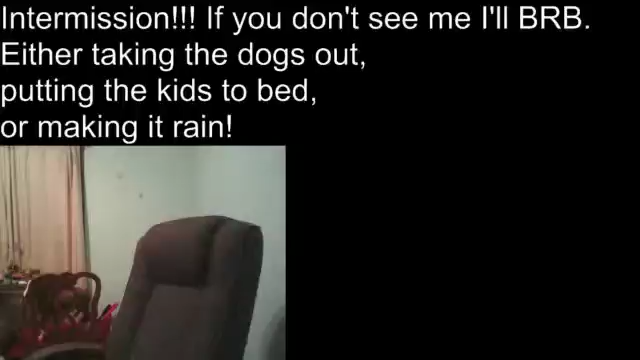 Intermission!!! If you don't see me I'll BRB.
Either taking the dogs out,
putting the kids to bed,
or making it rain!